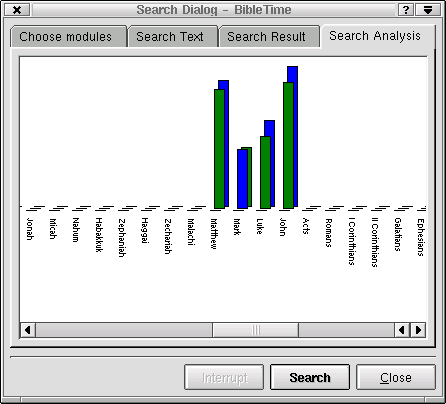 Search Dialog - BibleTime
?
Choose modules
Search Text
Search Result
Search Analysis
Jonah
Micah
Nahum
Habakkuk
Zephaniah
Haggai
Zechariah
Malachi
Matthew
Mark
Luke
John
Acts
Romans
I Corinthians
II Corinthians
Galatians
Ephesians
Interrupt
Search
Close